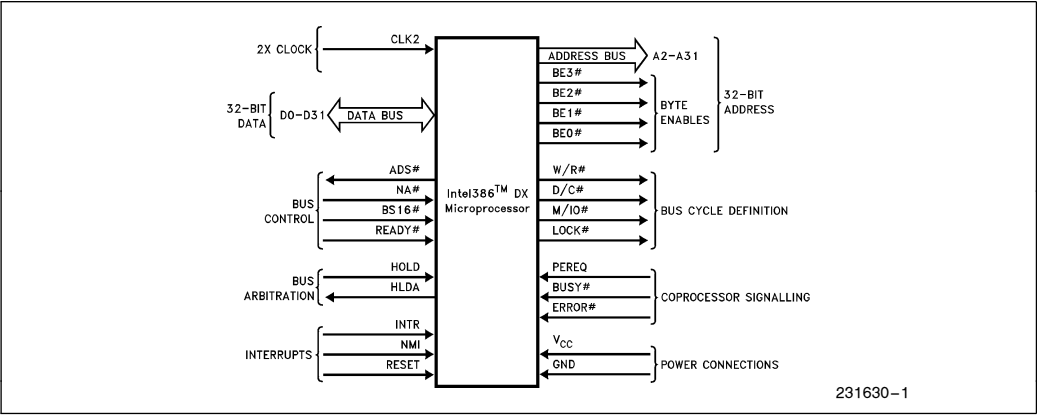 2X CLOCK
CLK2
32-BIT
DATA
D0-D31
DATA BUS
BUS
CONTROL
ADS#
NA#
BS16#
READY#
BUS
ARBITRATION
HOLD
HLDA
INTERRUPTS
INTR
NMI
RESET
Intel386™ DX
Microprocessor
ADDRESS BUS
A2-A31
BE3#
BE2#
BE1#
BE0#
BYTE
ENABLES
32-BIT
ADDRESS
W/R#
D/C#
M/IO#
LOCK#
BUS CYCLE DEFINITION
PEREQ
BUSY#
ERROR#
COPROCESSOR SIGNALLING
VCC
GND
POWER CONNECTIONS
231630-1